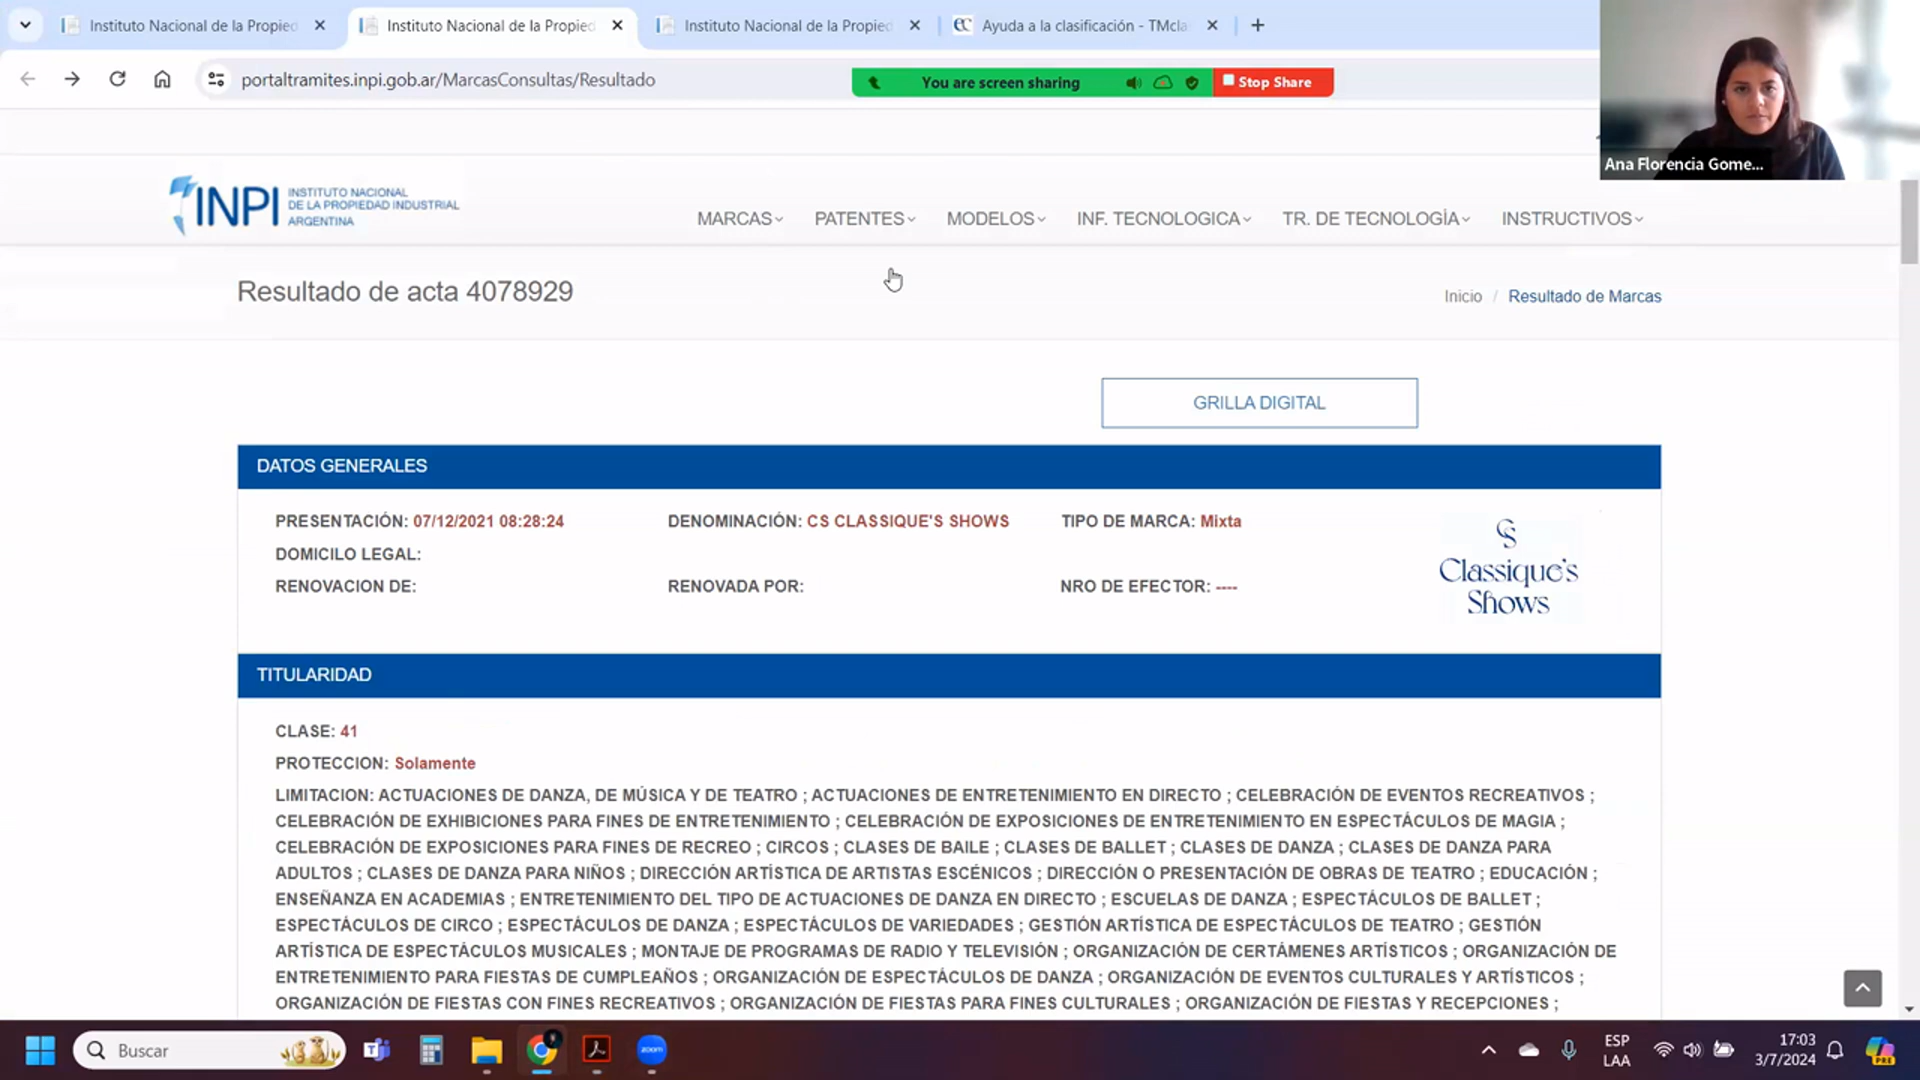 Instituto Nacional de la Propied
Instituto Nacional de la Propied
Instituto Nacional de la Propied
Ayuda a la clasificación - TMcla
portaltramites.inpi.gob.ar/MarcasConsultas/Resultado
You are screen sharing
Stop Share
Ana Florencia Gome...
INPI
INSTITUTO NACIONAL
DE LA PROPIEDAD INDUSTRIAL
ARGENTINA
MARCAS
PATENTES
MODELOS
INF. TECNOLOGICA
TR. DE TECNOLOGÍA
INSTRUCTIVOS
Resultado de acta 4078929
Inicio / Resultado de Marcas
GRILLA DIGITAL
DATOS GENERALES
PRESENTACIÓN: 07/12/2021 08:28:24
DENOMINACIÓN: CS CLASSIQUE'S SHOWS
TIPO DE MARCA: Mixta
DOMICILO LEGAL:
RENOVACION DE:
RENOVADA POR:
NRO DE EFECTOR: ----
CS
Classique's
Shows
TITULARIDAD
CLASE: 41
PROTECCION: Solamente
LIMITACION: ACTUACIONES DE DANZA, DE MÚSICA Y DE TEATRO ; ACTUACIONES DE ENTRETENIMIENTO EN DIRECTO ; CELEBRACIÓN DE EVENTOS RECREATIVOS ;
CELEBRACIÓN DE EXHIBICIONES PARA FINES DE ENTRETENIMIENTO ; CELEBRACIÓN DE EXPOSICIONES DE ENTRETENIMIENTO EN ESPECTÁCULOS DE MAGIA ;
CELEBRACIÓN DE EXPOSICIONES PARA FINES DE RECREO ; CIRCOS ; CLASES DE BAILE ; CLASES DE BALLET ; CLASES DE DANZA ; CLASES DE DANZA PARA
ADULTOS ; CLASES DE DANZA PARA NIÑOS ; DIRECCIÓN ARTÍSTICA DE ARTISTAS ESCÉNICOS ; DIRECCIÓN O PRESENTACIÓN DE OBRAS DE TEATRO ; EDUCACIÓN ;
ENSEÑANZA EN ACADEMIAS ; ENTRETENIMIENTO DEL TIPO DE ACTUACIONES DE DANZA EN DIRECTO ; ESCUELAS DE DANZA ; ESPECTÁCULOS DE BALLET ;
ESPECTÁCULOS DE CIRCO ; ESPECTÁCULOS DE DANZA ; ESPECTÁCULOS DE VARIEDADES ; GESTIÓN ARTÍSTICA DE ESPECTÁCULOS DE TEATRO ; GESTIÓN
ARTÍSTICA DE ESPECTÁCULOS MUSICALES ; MONTAJE DE PROGRAMAS DE RADIO Y TELEVISIÓN ; ORGANIZACIÓN DE CERTÁMENES ARTÍSTICOS ; ORGANIZACIÓN DE
ENTRETENIMIENTO PARA FIESTAS DE CUMPLEAÑOS ; ORGANIZACIÓN DE ESPECTÁCULOS DE DANZA ; ORGANIZACIÓN DE EVENTOS CULTURALES Y ARTÍSTICOS ;
ORGANIZACIÓN DE FIESTAS CON FINES RECREATIVOS ; ORGANIZACIÓN DE FIESTAS PARA FINES CULTURALES ; ORGANIZACIÓN DE FIESTAS Y RECEPCIONES ;
Buscar
zoom
ESP
LAA
17:03
3/7/2024
PRE